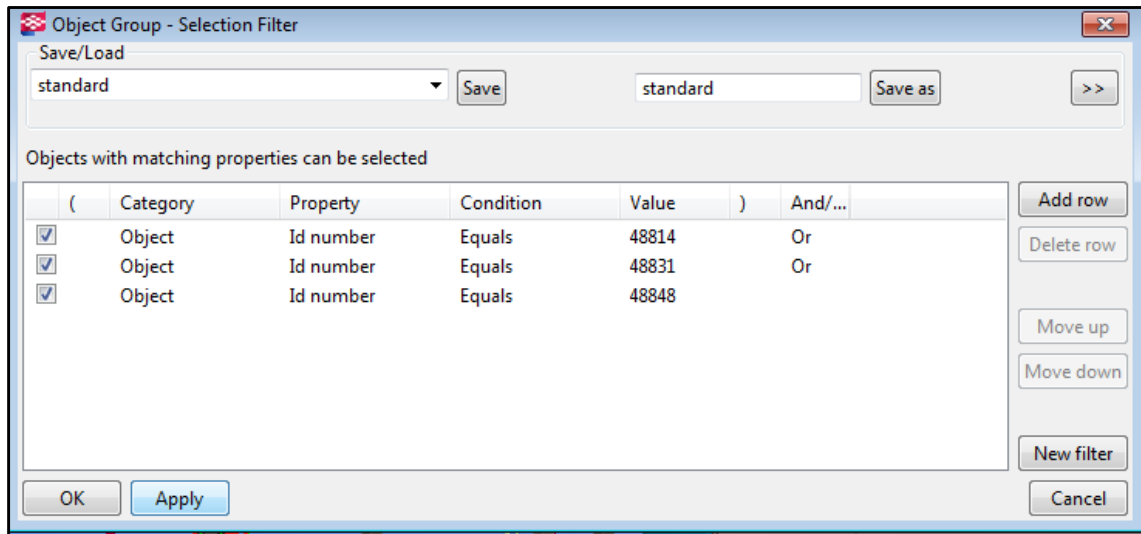 Object Group - Selection Filter
Save/Load
standard Save standard Save as >>
Objects with matching properties can be selected
( Category Property Condition Value ) And/... Add row
Object Id number Equals 48814 Or
Delete row
Object Id number Equals 48831 Or
Object Id number Equals 48848
Move up
Move down
New filter
OK Apply Cancel